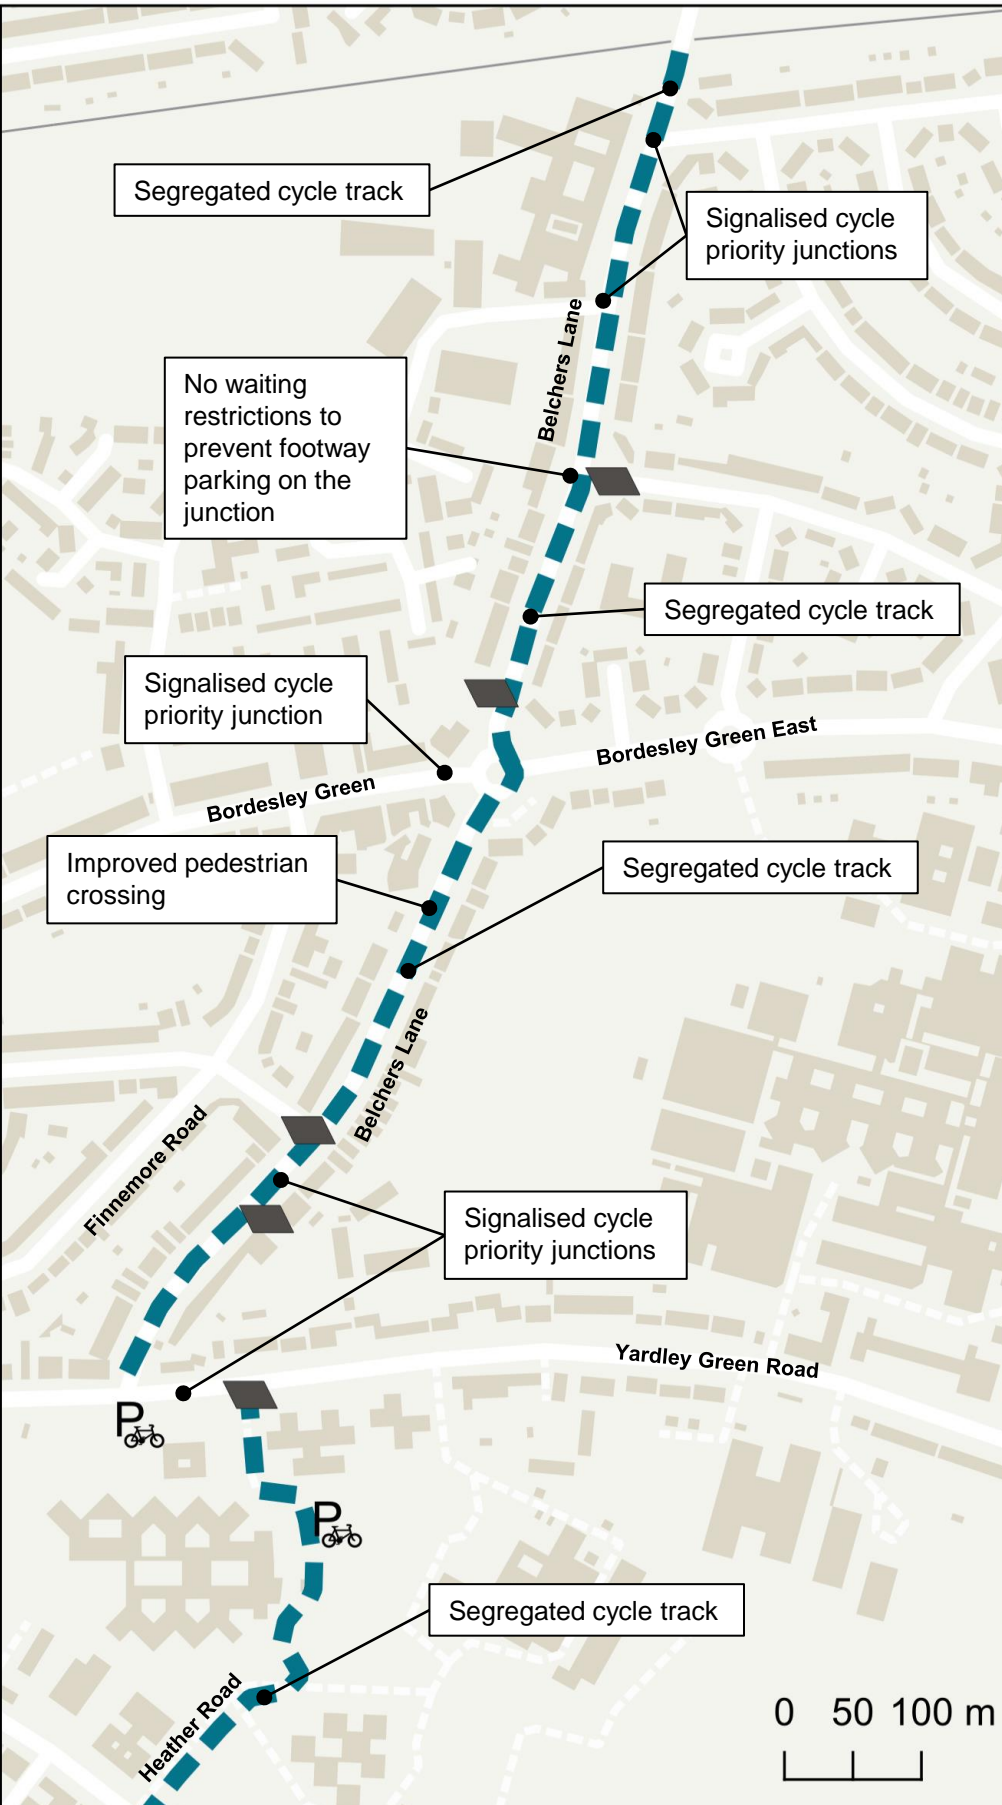 Segregated cycle track
Signalised cycle
priority junctions
Belchers Lane
No waiting
restrictions to
prevent footway
parking on the
junction
Segregated cycle track
Signalised cycle
priority junction
Bordesley Green East
Bordesley Green
Improved pedestrian
crossing
Segregated cycle track
Belchers Lane
Finnemore Road
Signalised cycle
priority junctions
Yardley Green Road
P
P
Segregated cycle track
Heather Road
0 50 100 m